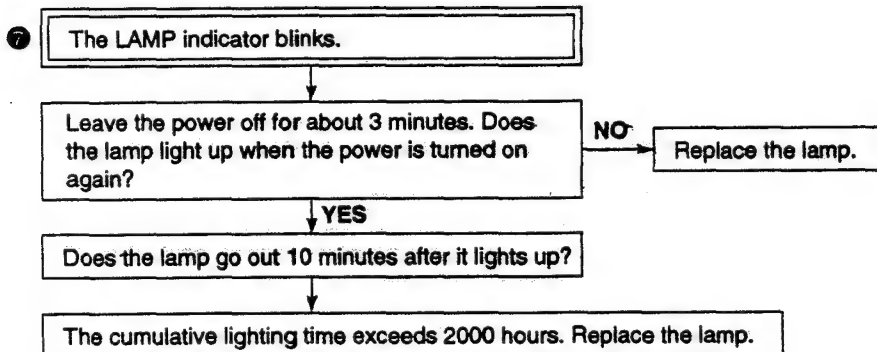 7 The LAMP indicator blinks.
Leave the power off for about 3 minutes. Does
the lamp light up when the power is turned on
again?
NO
Replace the lamp.
YES
Does the lamp go out 10 minutes after it lights up?
The cumulative lighting time exceeds 2000 hours. Replace the lamp.